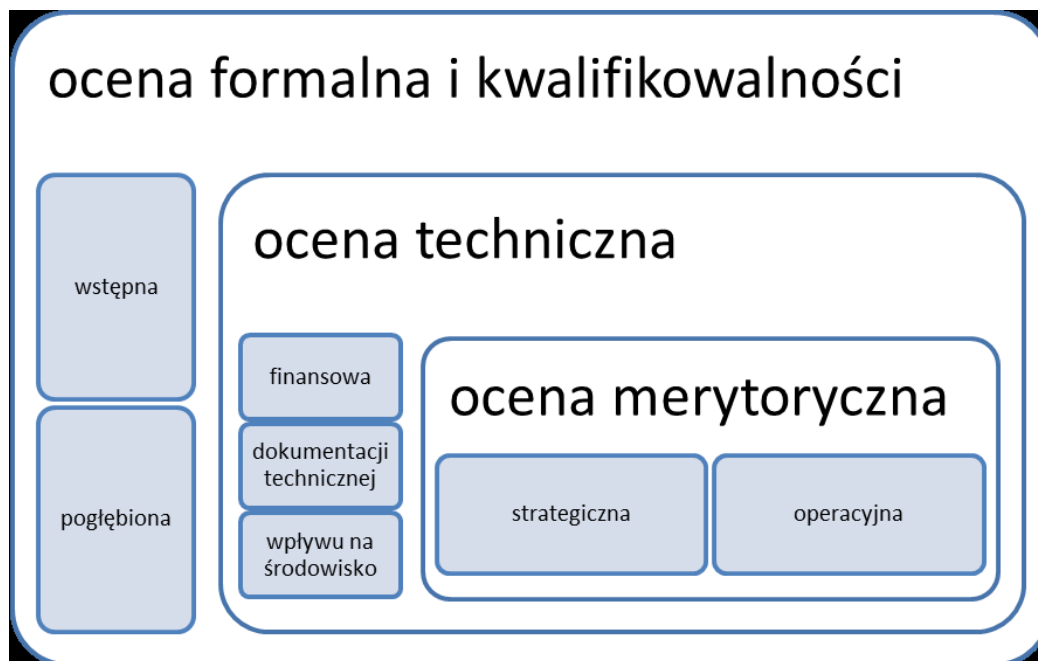 ocena formalna i kwalifikowalności
wstępna
pogłębiona
ocena techniczna
finansowa
dokumentacji
technicznej
wpływu na
środowisko
ocena merytoryczna
strategiczna
operacyjna